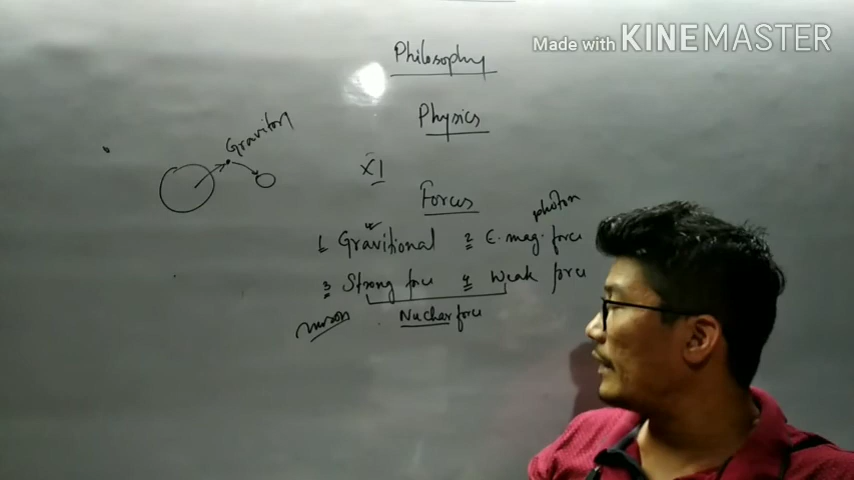 Made with KINEMASTER
Philosophy
Physics
Graviton
XI
Forces
photon
1 Gravitional 2 E. mag. force
3 Strong force 4 Weak force
Nuclear force